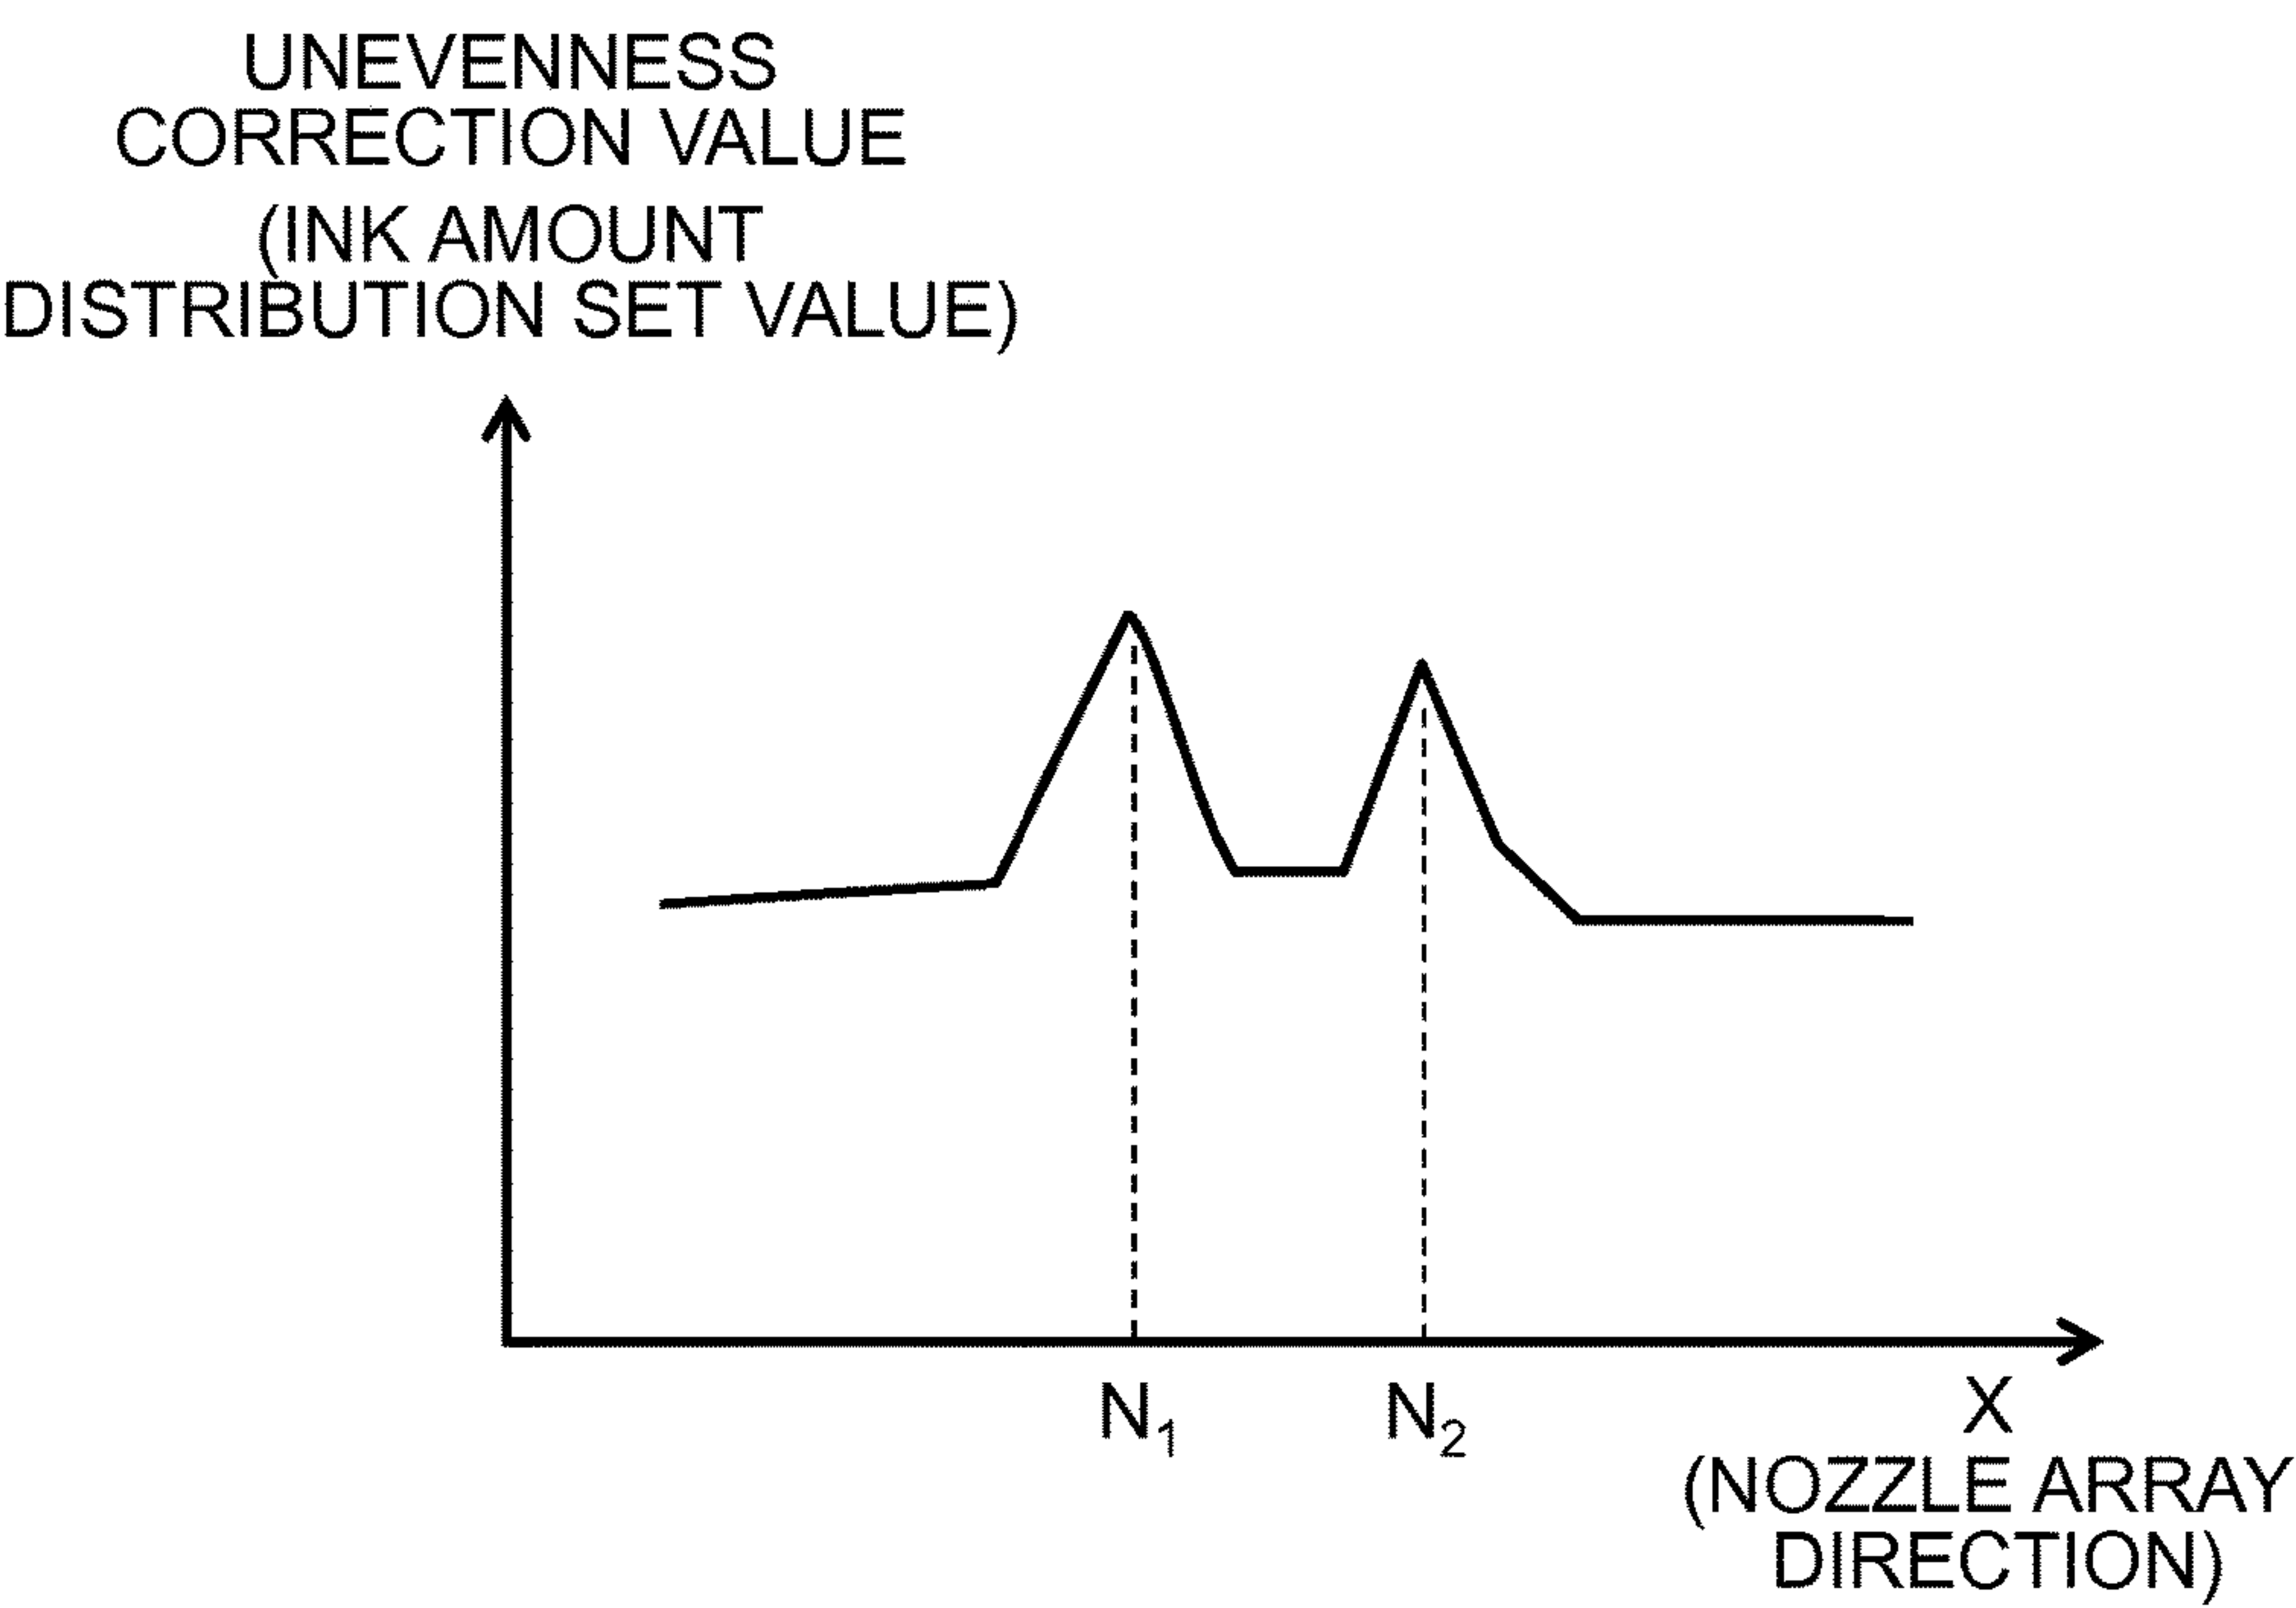 UNEVENNESS
CORRECTION VALUE
(INK AMOUNT
DISTRIBUTION SET VALUE)
N₁
N₂
X
(NOZZLE ARRAY
DIRECTION)